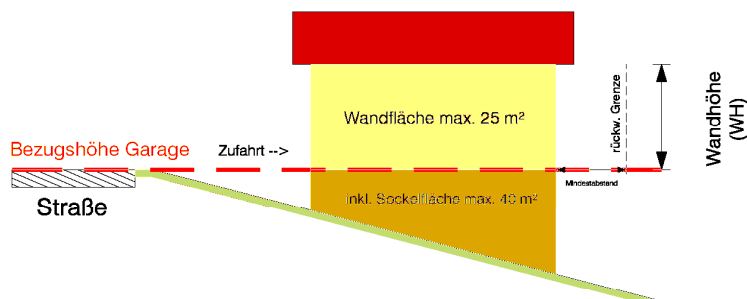 Wandfläche max. 25 m²
rückw. Grenze
Wandhöhe
(WH)
Bezugshöhe Garage
Zufahrt -->
Mindestabstand
Straße
inkl. Sockelfläche max. 40 m²